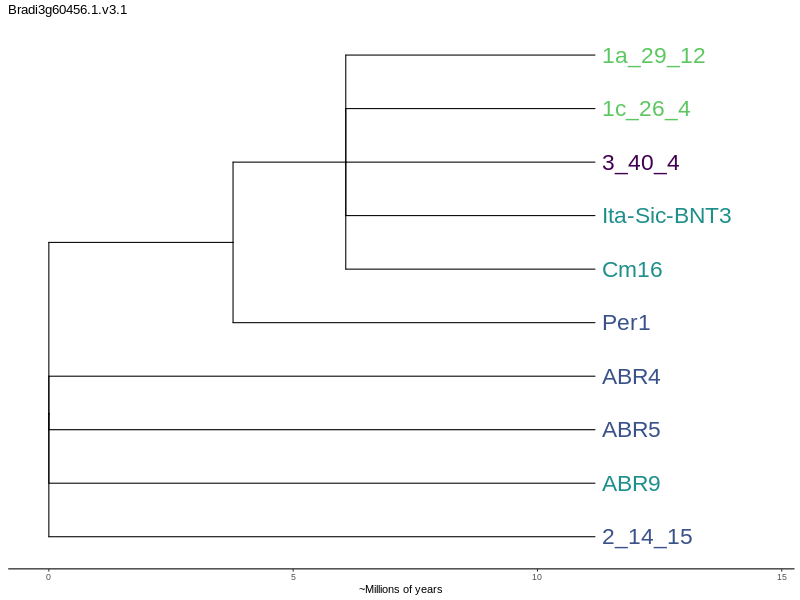 Bradi3g60456.1.v3.1
1a_29_12
1c_26_4
3_40_4
Ita-Sic-BNT3
Cm16
Per1
ABR4
ABR5
ABR9
2_14_15
0 5 10 15
~Millions of years